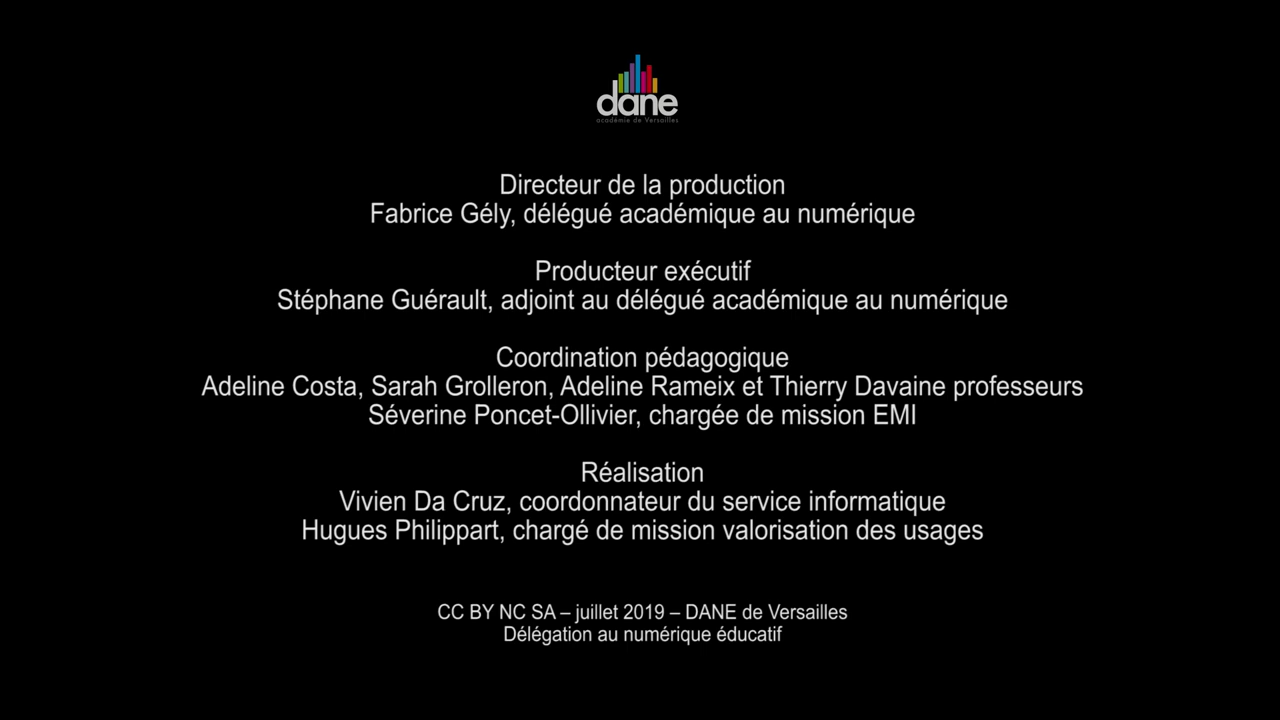 dane
académie de Versailles
Directeur de la production
Fabrice Gély, délégué académique au numérique
Producteur exécutif
Stéphane Guérault, adjoint au délégué académique au numérique
Coordination pédagogique
Adeline Costa, Sarah Grolleron, Adeline Rameix et Thierry Davaine professeurs
Séverine Poncet-Ollivier, chargée de mission EMI
Réalisation
Vivien Da Cruz, coordonnateur du service informatique
Hugues Philippart, chargé de mission valorisation des usages
CC BY NC SA – juillet 2019 – DANE de Versailles
Délégation au numérique éducatif